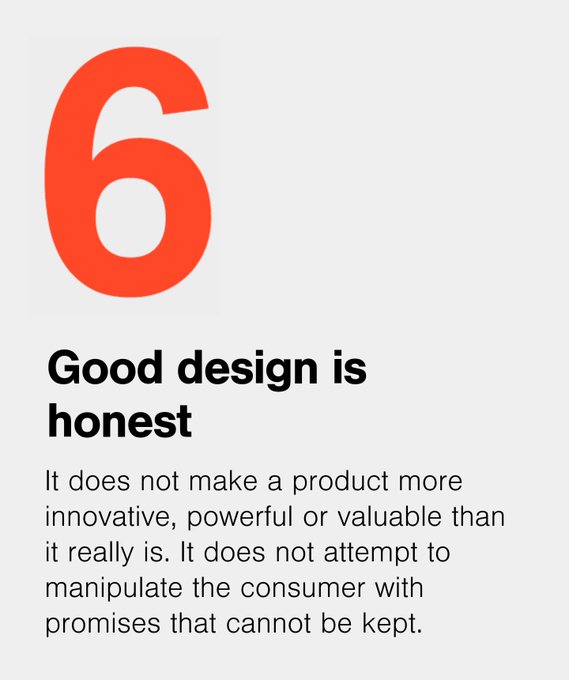 6
Good design is
honest
It does not make a product more
innovative, powerful or valuable than
it really is. It does not attempt to
manipulate the consumer with
promises that cannot be kept.